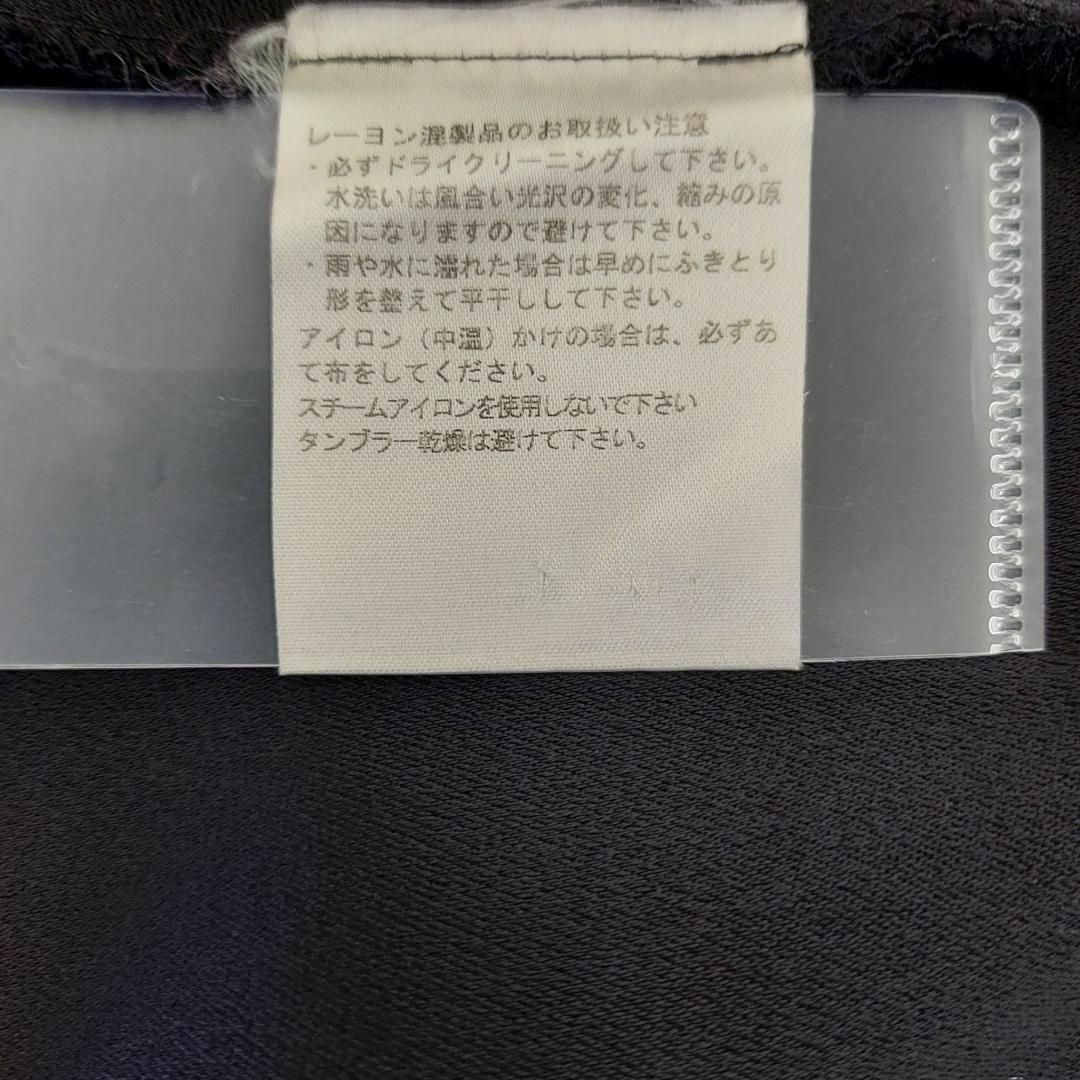 レーヨン混製品のお取扱い注意
・必ずドライクリーニングして下さい。
水洗いは風合い光沢の変化、縮みの原
因になりますので避けて下さい。
・雨や水に濡れた場合は早めにふきとり
形を整えて平干しして下さい。
アイロン（中温）かけの場合は、必ずあ
て布をしてください。
スチームアイロンを使用しないで下さい
タンブラー乾燥は避けて下さい。